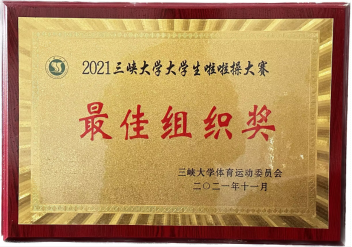 2021三峡大学大学生啦啦操大赛
最佳组织奖
三峡大学体育运动委员会
二〇二一年十一月